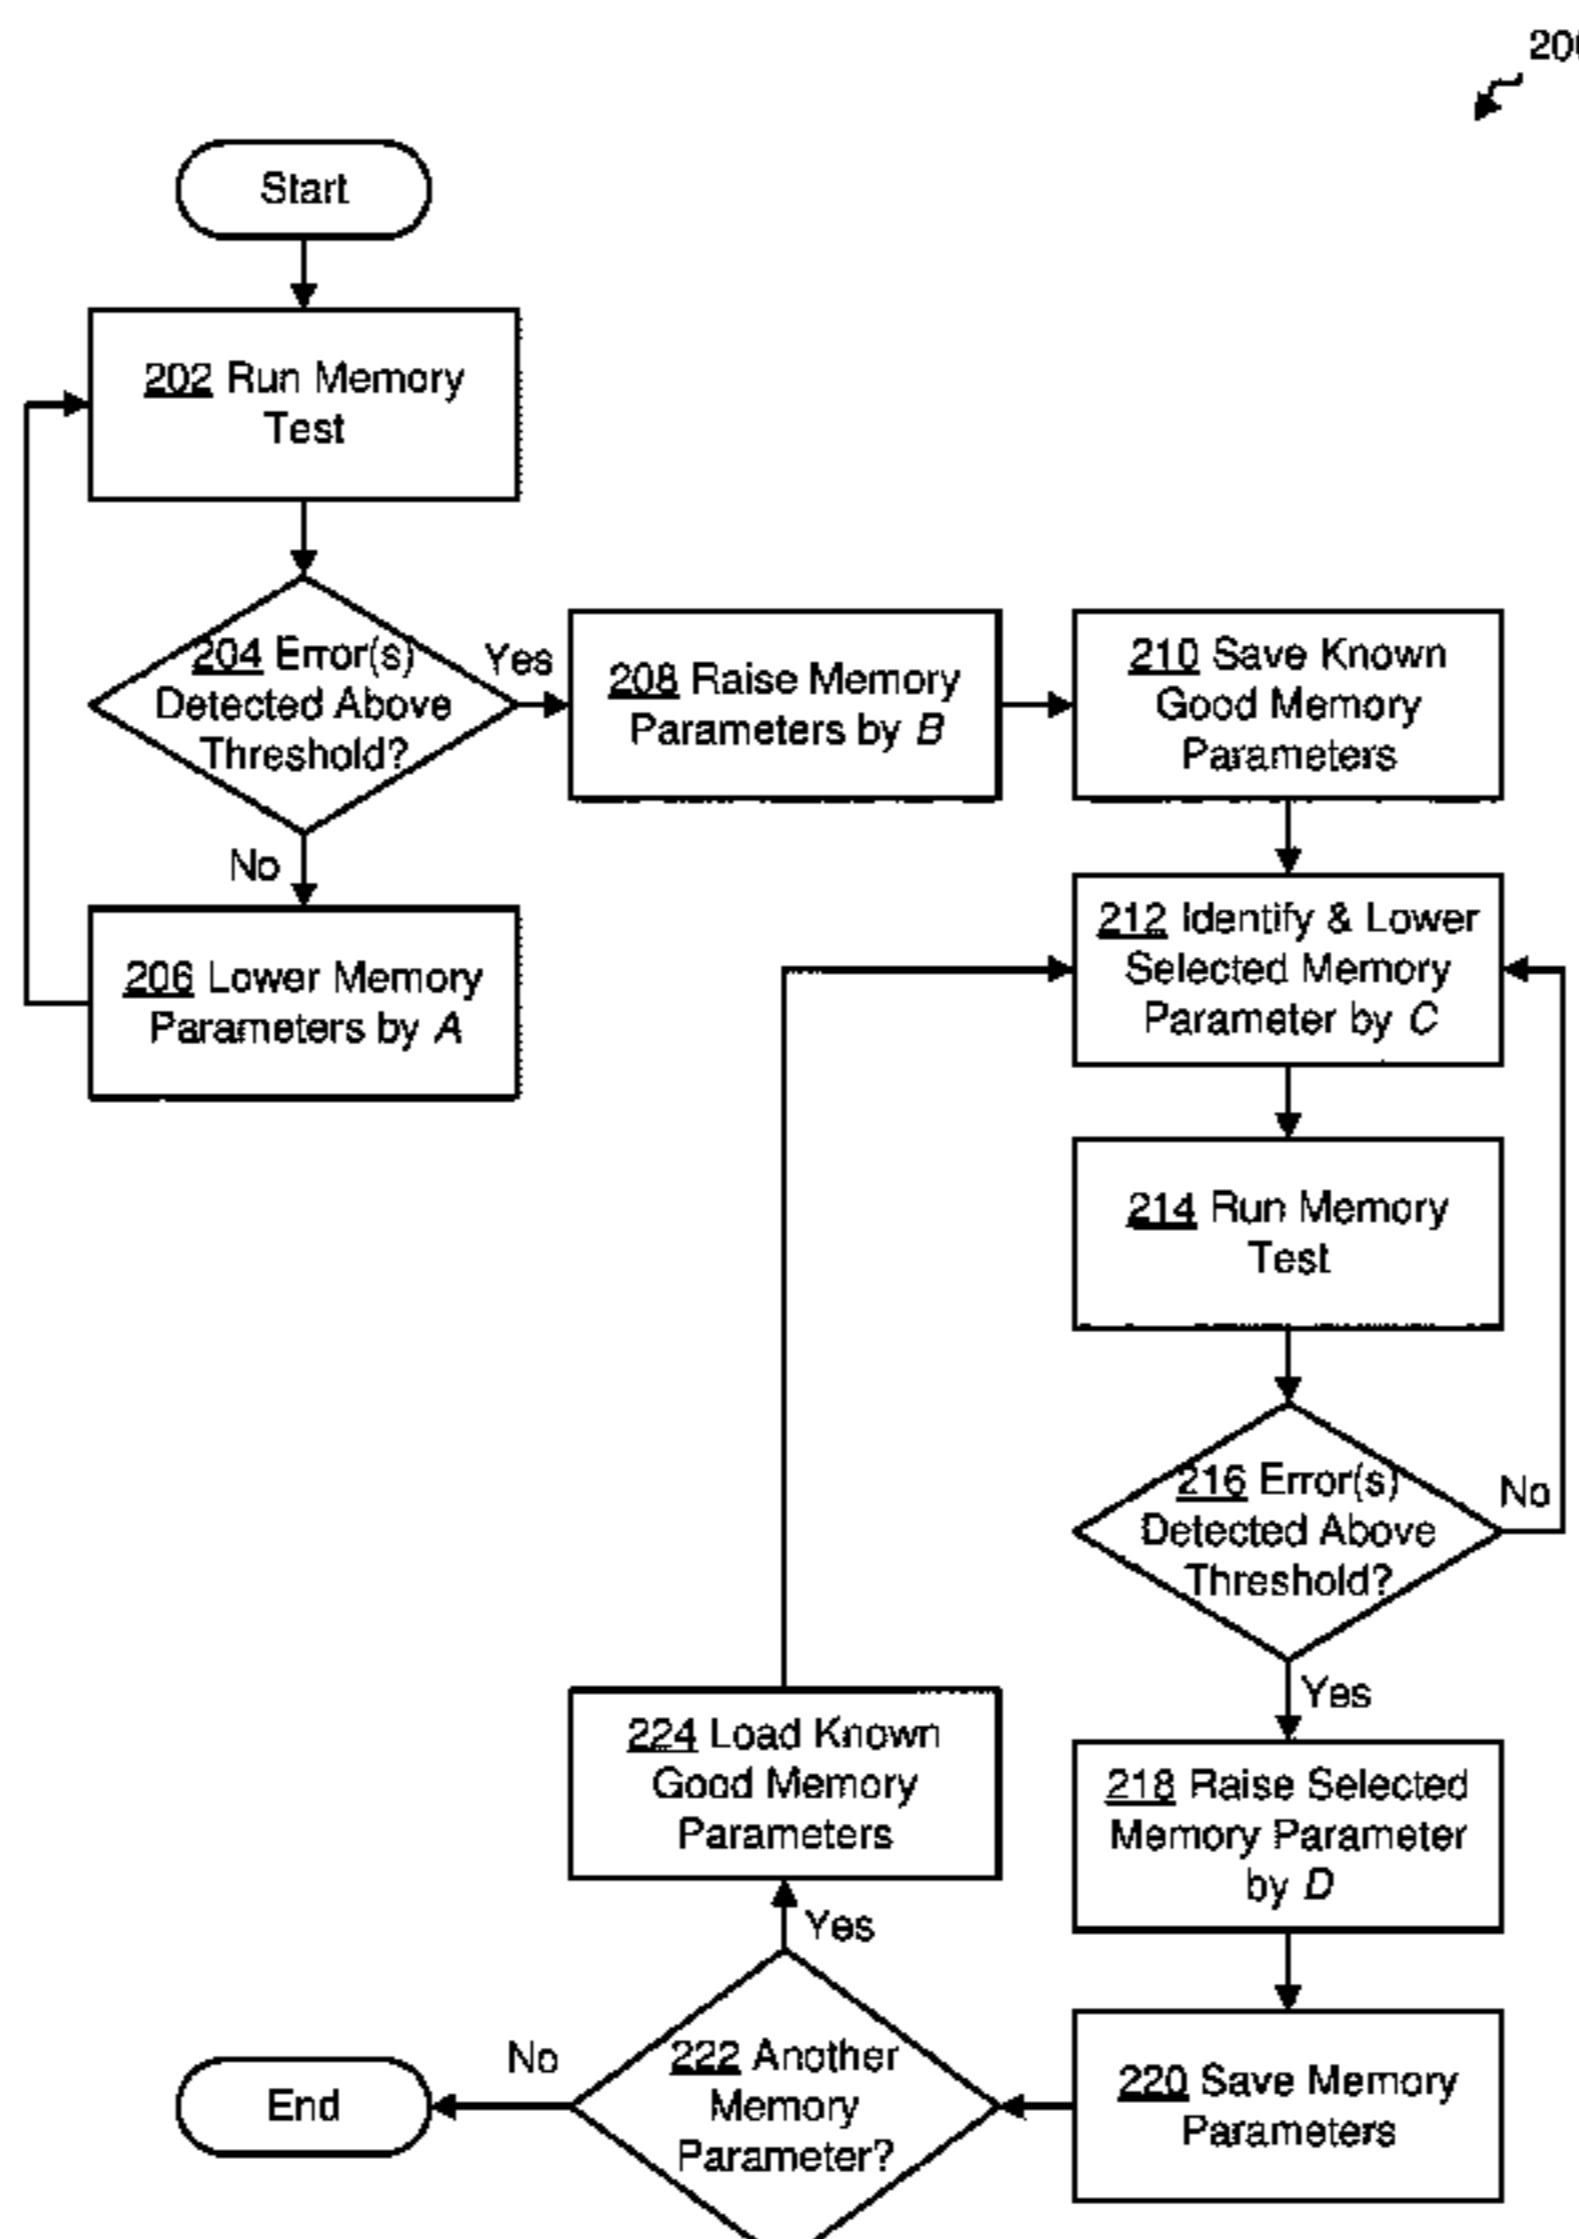 Start
202 Run Memory
Test
204 Error(s)
Detected Above
Threshold?
Yes
No
206 Lower Memory
Parameters by A
208 Raise Memory
Parameters by B
210 Save Known
Good Memory
Parameters
212 Identify & Lower
Selected Memory
Parameter by C
214 Run Memory
Test
216 Error(s)
Detected Above
Threshold?
No
Yes
218 Raise Selected
Memory Parameter
by D
220 Save Memory
Parameters
222 Another
Memory
Parameter?
Yes
No
224 Load Known
Good Memory
Parameters
End